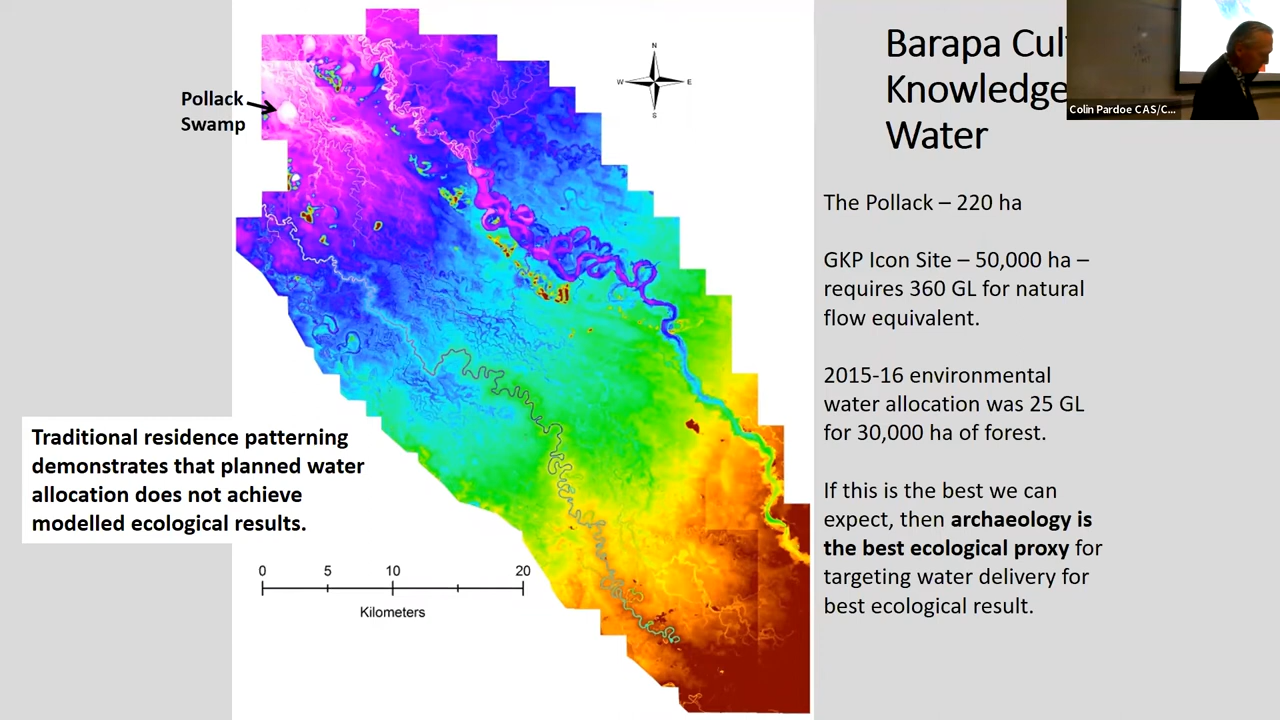 Barapa Cul
Knowledge
Water
Colin Pardoe CAS/C...
Pollack
Swamp
N
W
E
S
The Pollack – 220 ha
GKP Icon Site – 50,000 ha –
requires 360 GL for natural
flow equivalent.
2015-16 environmental
water allocation was 25 GL
for 30,000 ha of forest.
If this is the best we can
expect, then archaeology is
the best ecological proxy for
targeting water delivery for
best ecological result.
Traditional residence patterning
demonstrates that planned water
allocation does not achieve
modelled ecological results.
0 5 10 20
Kilometers